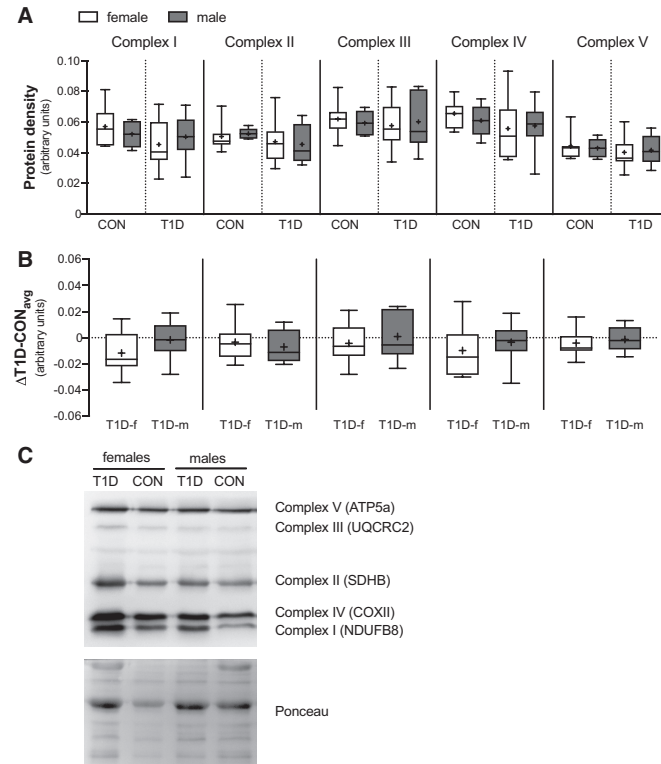 A
female
male
Complex I
Complex II
Complex III
Complex IV
Complex V
Protein density
(arbitrary units)
0.10
0.08
0.06
0.04
0.02
0.00
CON
T1D
CON
T1D
CON
T1D
CON
T1D
CON
T1D
B
ΔT1D-CONavg
(arbitrary units)
0.06
0.04
0.02
0
-0.02
-0.04
-0.06
T1D-f
T1D-m
T1D-f
T1D-m
T1D-f
T1D-m
T1D-f
T1D-m
T1D-f
T1D-m
C
females
males
T1D
CON
T1D
CON
Complex V (ATP5a)
Complex III (UQCRC2)
Complex II (SDHB)
Complex IV (COXII)
Complex I (NDUFB8)
Ponceau